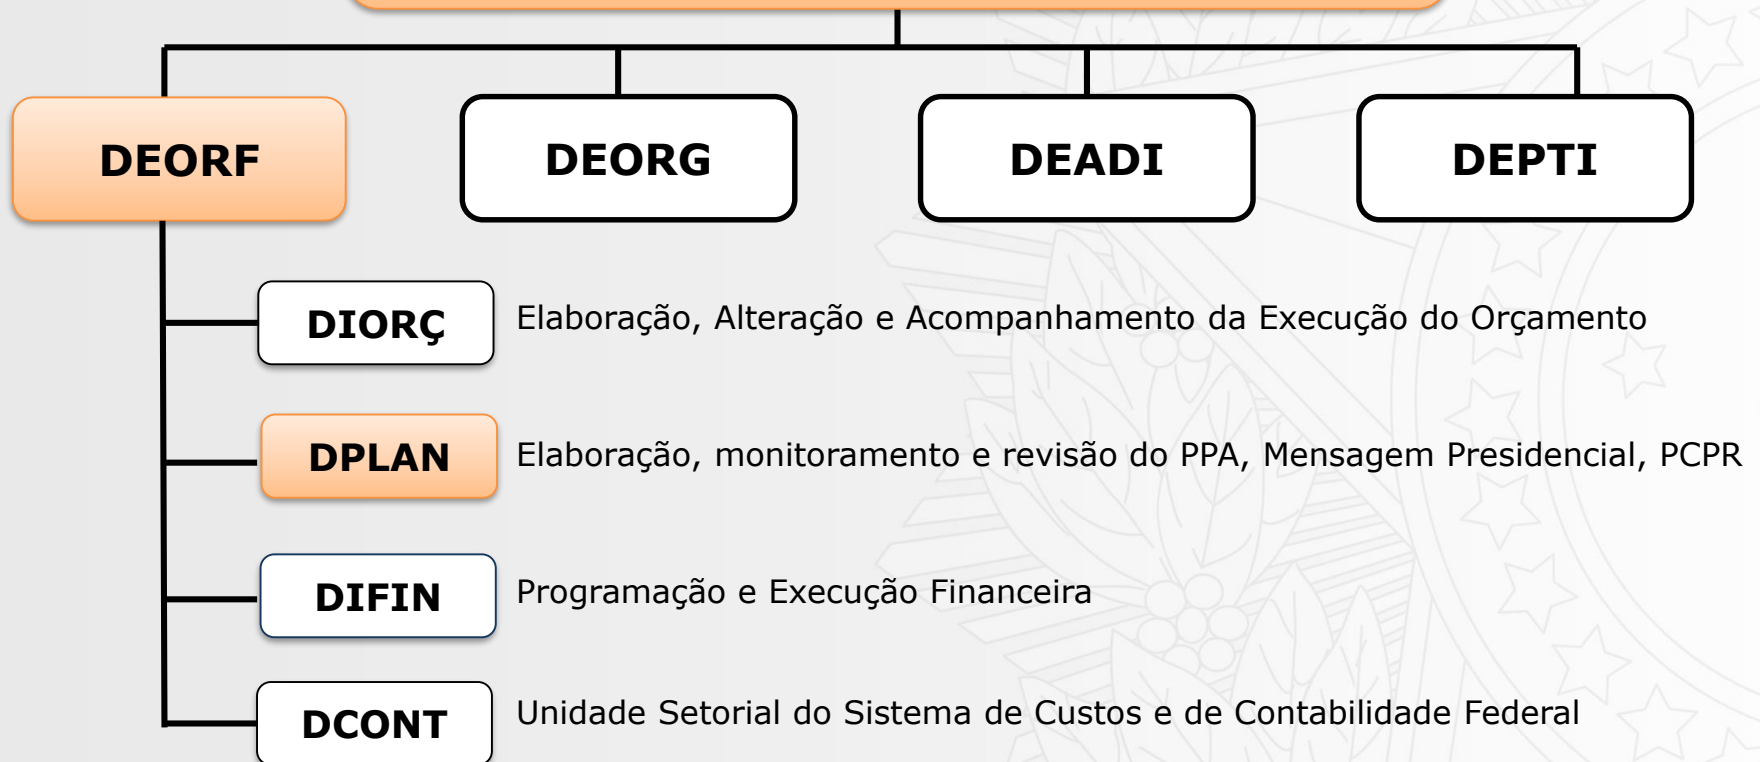 DEORF DEORG DEADI DEPTI
DIORÇ Elaboração, Alteração e Acompanhamento da Execução do Orçamento
DPLAN Elaboração, monitoramento e revisão do PPA, Mensagem Presidencial, PCPR
DIFIN Programação e Execução Financeira
DCONT Unidade Setorial do Sistema de Custos e de Contabilidade Federal